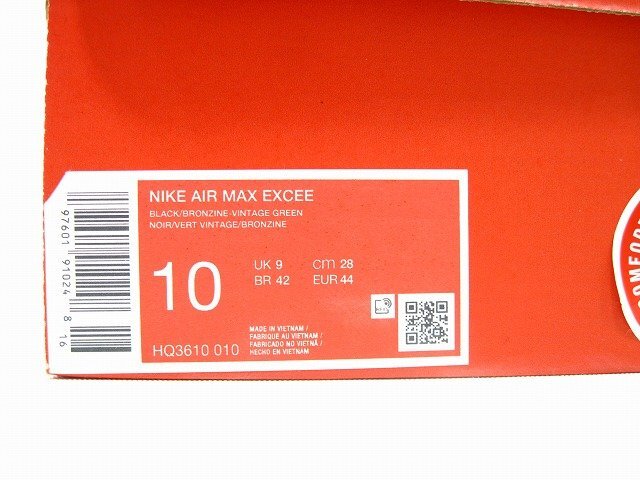 NIKE AIR MAX EXCEE
BLACK/BRONZINE-VINTAGE GREEN
NOIR/VERT VINTAGE/BRONZINE
10
UK 9 cm 28
BR 42 EUR 44
HQ3610 010
MADE IN VIETNAM /
FABRIQUÉ AU VIETNAM /
FABRICADO NO VIETNÃ /
HECHO EN VIETNAM
97601 91024 8 16